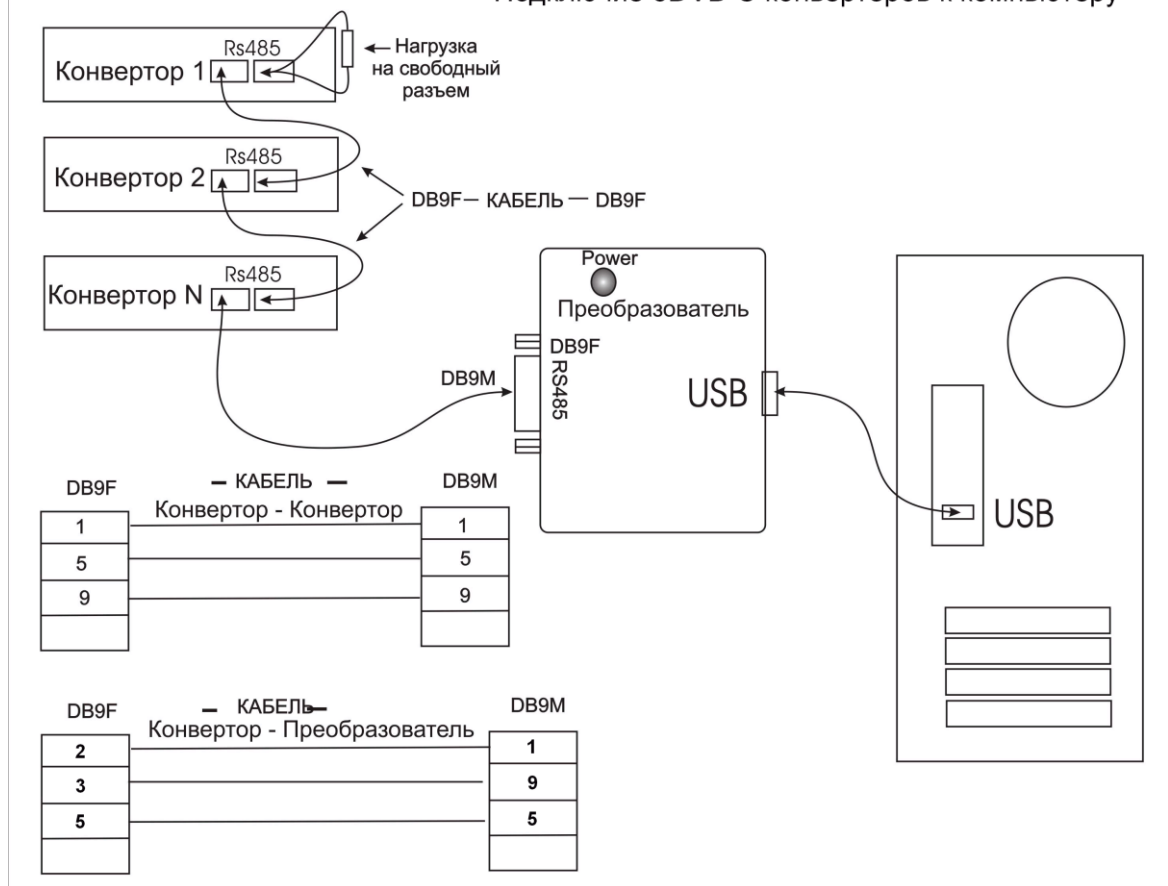 Rs485
Конвертор 1
Нагрузка
на свободный
разъем
Rs485
Конвертор 2
DB9F— КАБЕЛЬ — DB9F
Rs485
Конвертор N
Power
Преобразователь
DB9F
DB9M
RS485
USB
USB
DB9F
— КАБЕЛЬ —
DB9M
Конвертор - Конвертор
1
1
5
5
9
9
DB9F
— КАБЕЛЬ—
DB9M
Конвертор - Преобразователь
2
1
3
9
5
5